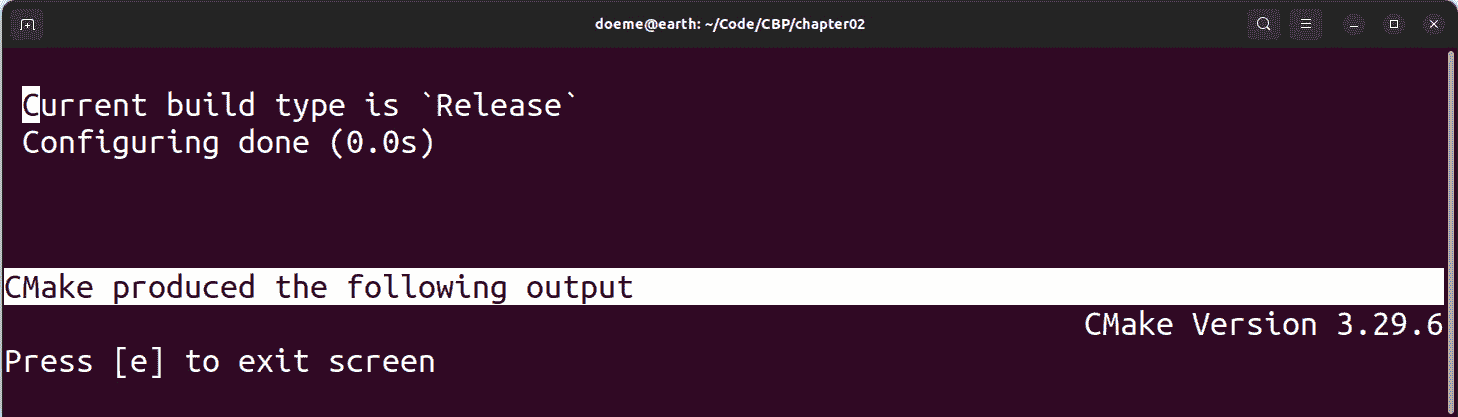 doeme@earth: ~/Code/CBP/chapter02
Current build type is `Release`
Configuring done (0.0s)
CMake produced the following output
CMake Version 3.29.6
Press [e] to exit screen